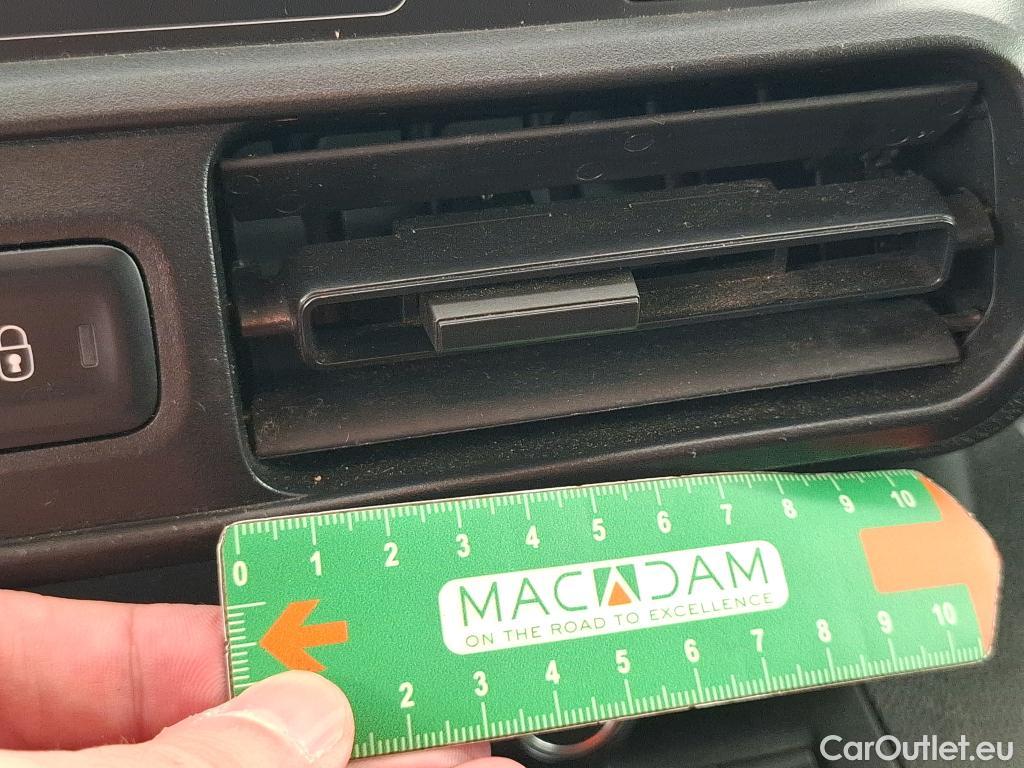 0 1 2 3 4 5 6 7 8 9 10
MACADAM
ON THE ROAD TO EXCELLENCE
2 3 4 5 6 7 8 9 10
CarOutlet.eu